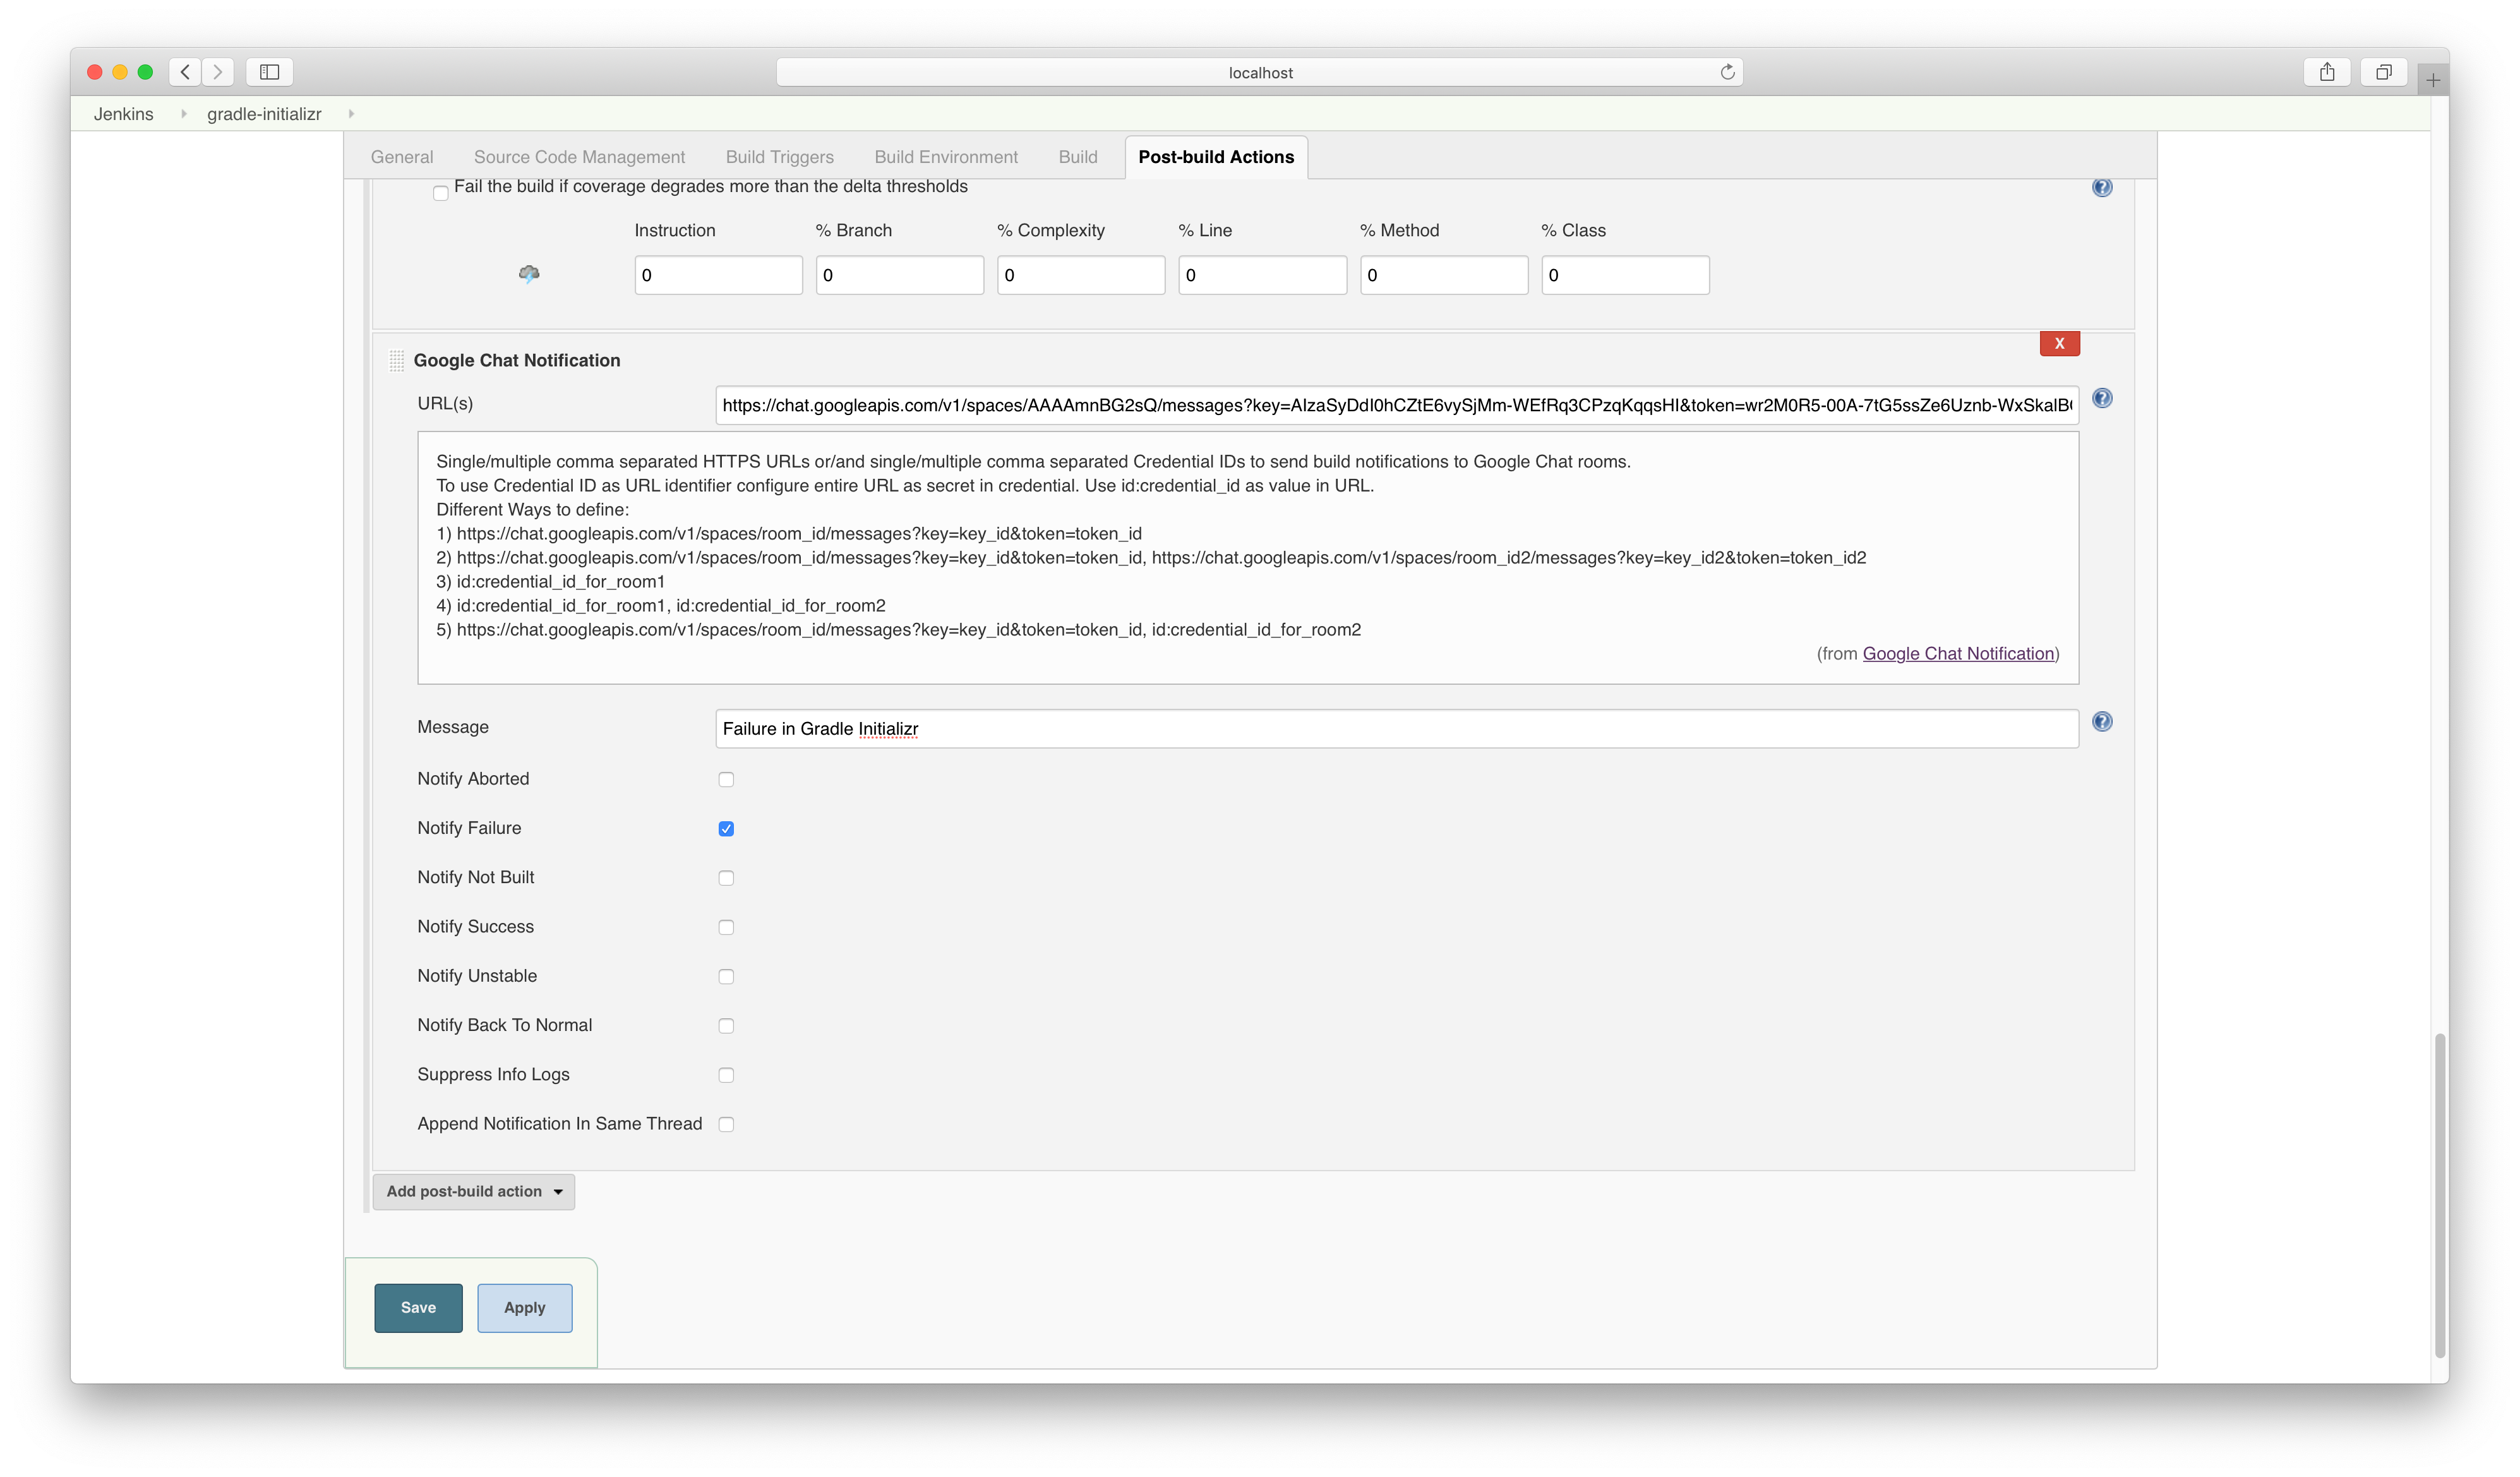 localhost
Jenkins gradle-initializr
General Source Code Management Build Triggers Build Environment Build Post-build Actions
Fail the build if coverage degrades more than the delta thresholds
Instruction % Branch % Complexity % Line % Method % Class
0 0 0 0 0 0
X
Google Chat Notification
URL(s) https://chat.googleapis.com/v1/spaces/AAAAmnBG2sQ/messages?key=AIzaSyDdI0hCZtE6vySjMm-WEfRq3CPzqKqqsHI&token=wr2M0R5-00A-7tG5ssZe6Uznb-WxSkalB
Single/multiple comma separated HTTPS URLs or/and single/multiple comma separated Credential IDs to send build notifications to Google Chat rooms.
To use Credential ID as URL identifier configure entire URL as secret in credential. Use id:credential_id as value in URL.
Different Ways to define:
1) https://chat.googleapis.com/v1/spaces/room_id/messages?key=key_id&token=token_id
2) https://chat.googleapis.com/v1/spaces/room_id/messages?key=key_id&token=token_id, https://chat.googleapis.com/v1/spaces/room_id2/messages?key=key_id2&token=token_id2
3) id:credential_id_for_room1
4) id:credential_id_for_room1, id:credential_id_for_room2
5) https://chat.googleapis.com/v1/spaces/room_id/messages?key=key_id&token=token_id, id:credential_id_for_room2
(from Google Chat Notification)
Message Failure in Gradle Initializr
Notify Aborted
Notify Failure
Notify Not Built
Notify Success
Notify Unstable
Notify Back To Normal
Suppress Info Logs
Append Notification In Same Thread
Add post-build action
Save Apply